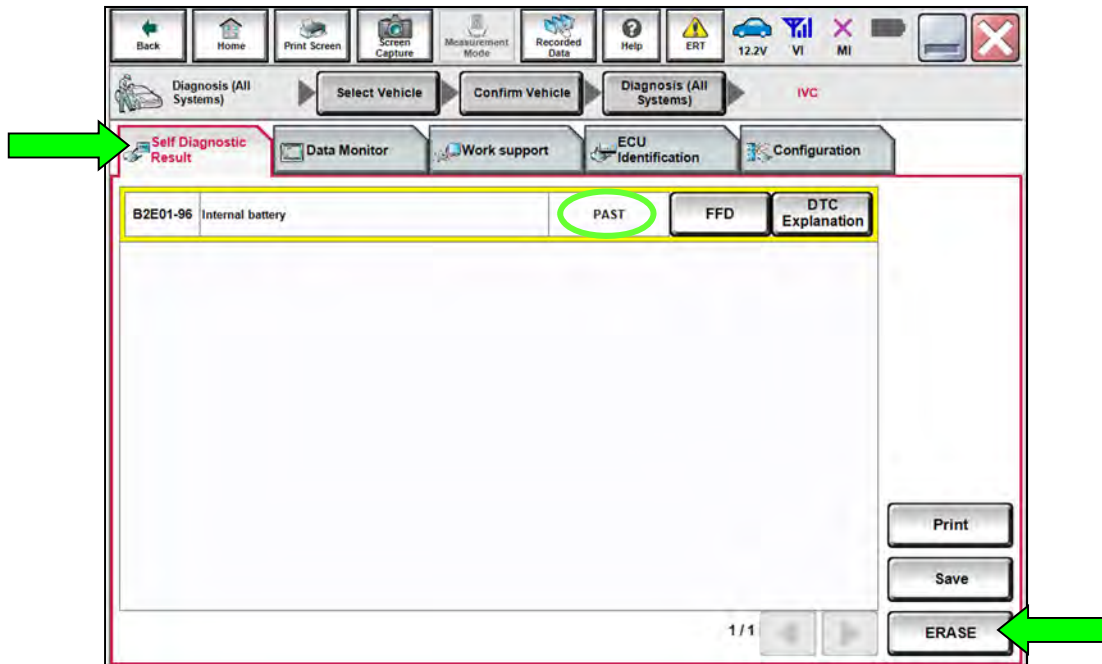 Back
Home
Print Screen
Screen
Capture
Measurement
Mode
Recorded
Data
Help
ERT
12.2V
VI
MI
Diagnosis (All
Systems)
Select Vehicle
Confirm Vehicle
Diagnosis (All
Systems)
IVC
Self Diagnostic
Result
Data Monitor
Work support
ECU
Identification
Configuration
B2E01-96 Internal battery PAST FFD DTC
Explanation
Print
Save
1/1
ERASE